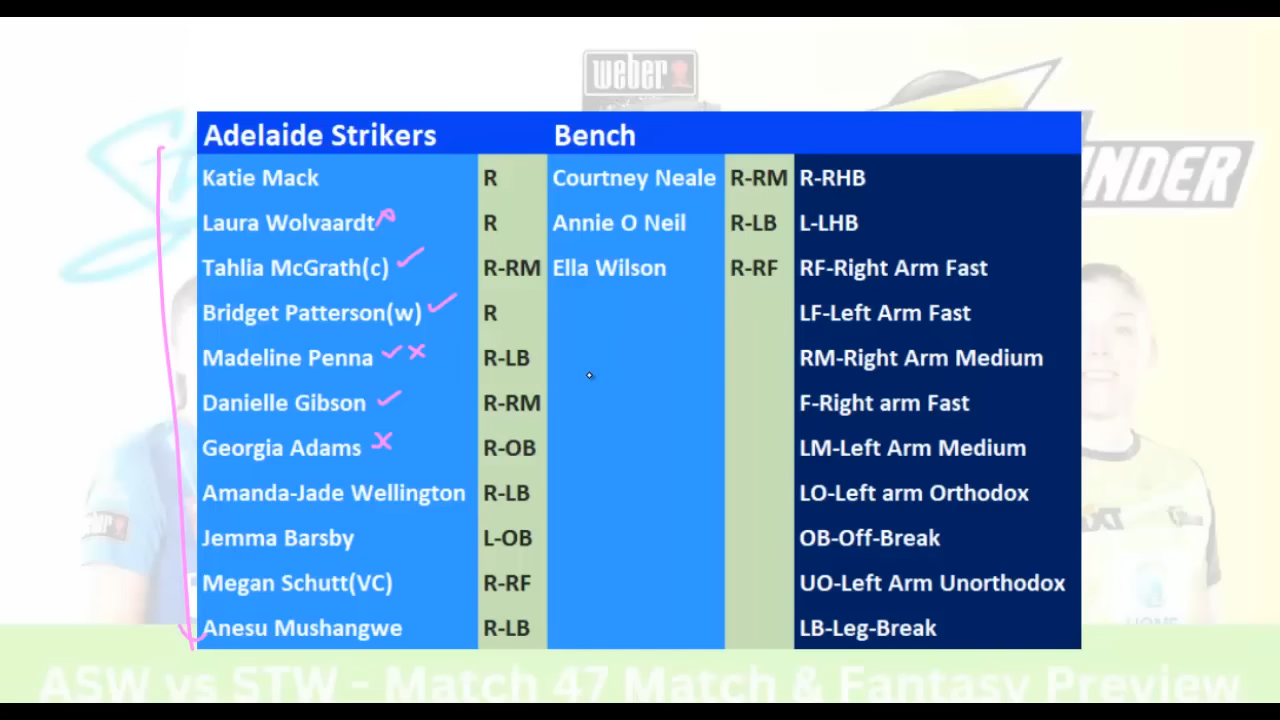 weber
Adelaide Strikers Bench
Katie Mack R Courtney Neale R-RM R-RHB
Laura Wolvaardt R Annie O Neil R-LB L-LHB
Tahlia McGrath(c) R-RM Ella Wilson R-RF RF-Right Arm Fast
Bridget Patterson(w) R LF-Left Arm Fast
Madeline Penna R-LB RM-Right Arm Medium
Danielle Gibson R-RM F-Right arm Fast
Georgia Adams R-OB LM-Left Arm Medium
Amanda-Jade Wellington R-LB LO-Left arm Orthodox
Jemma Barsby L-OB OB-Off-Break
Megan Schutt(VC) R-RF UO-Left Arm Unorthodox
Anesu Mushangwe R-LB LB-Leg-Break
NDER
ASW vs STW - Match 47 Match & Fantasy Preview